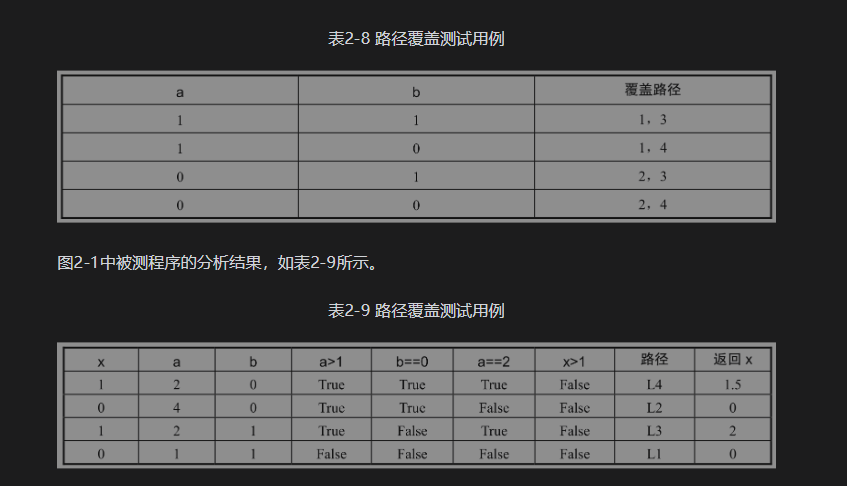 表2-8 路径覆盖测试用例
a b 覆盖路径
1 1 1，3
1 0 1，4
0 1 2，3
0 0 2，4
图2-1中被测程序的分析结果，如表2-9所示。
表2-9 路径覆盖测试用例
x a b a>1 b==0 a==2 x>1 路径 返回 x
1 2 0 True True True False L4 1.5
0 4 0 True True False False L2 0
1 2 1 True False True False L3 2
0 1 1 False False False False L1 0